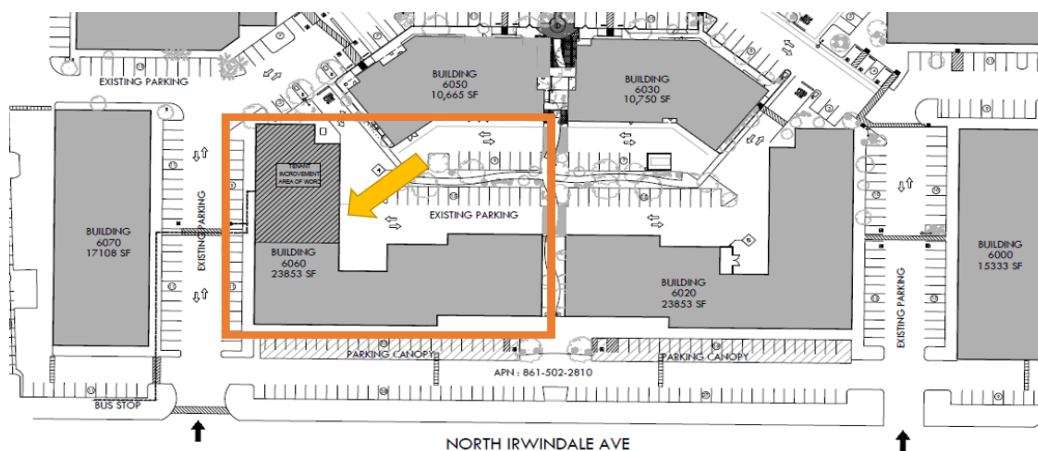 EXISTING PARKING
BUILDING
6050
10,665 SF
BUILDING
6030
10,750 SF
TENANT
IMPROVEMENT
AREA OF WORD
EXISTING PARKING
EXISTING PARKING
BUILDING
6070
17108 SF
BUILDING
6060
23853 SF
BUILDING
6020
23853 SF
BUILDING
6000
15333 SF
EXISTING PARKING
PARKING CANOPY
PARKING CANOPY
APN : 861-502-2810
BUS STOP
NORTH IRWINDALE AVE